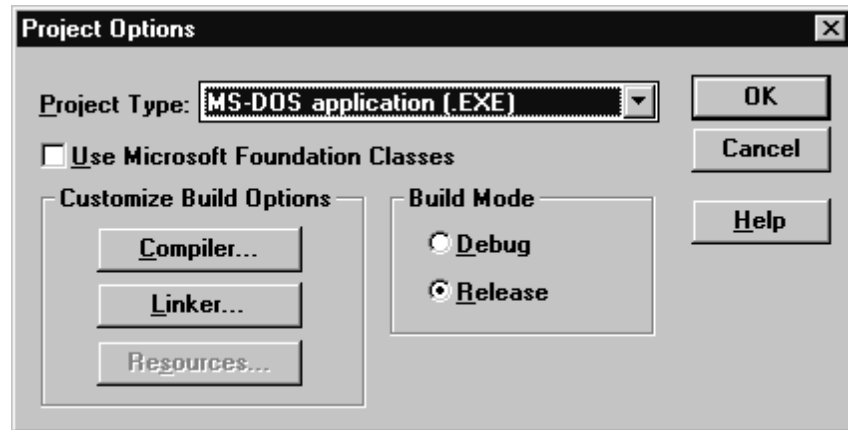 Project Options
Project Type: MS-DOS application (.EXE)
OK
Use Microsoft Foundation Classes
Cancel
Customize Build Options
Build Mode
Help
Compiler...
Debug
Linker...
Release
Resources...